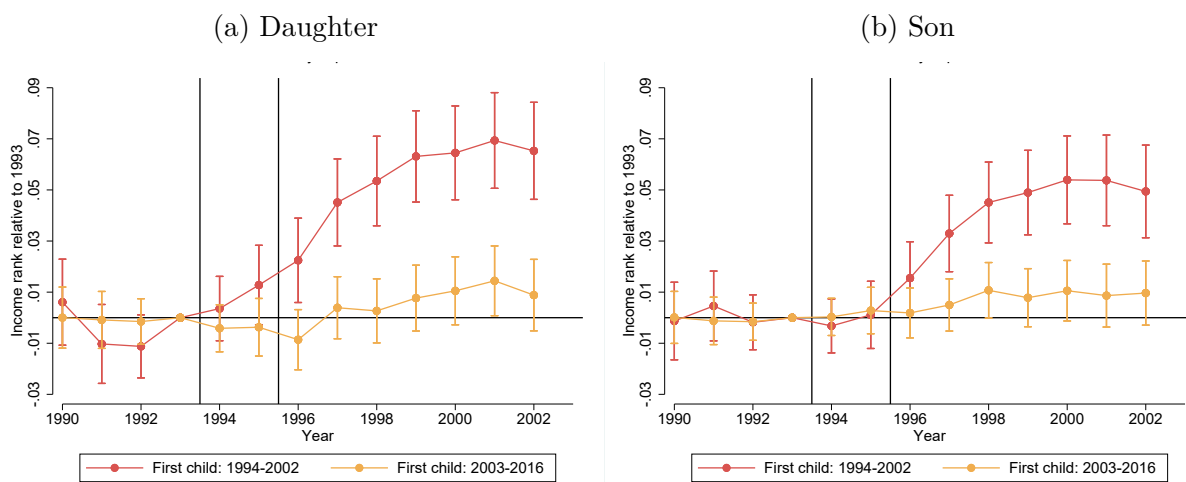 (a) Daughter
Income rank relative to 1993
.09
.07
.05
.03
.01
-.01
-.03
1990
1992
1994
1996
1998
2000
2002
Year
First child: 1994-2002
First child: 2003-2016
(b) Son
Income rank relative to 1993
.09
.07
.05
.03
.01
-.01
-.03
1990
1992
1994
1996
1998
2000
2002
Year
First child: 1994-2002
First child: 2003-2016